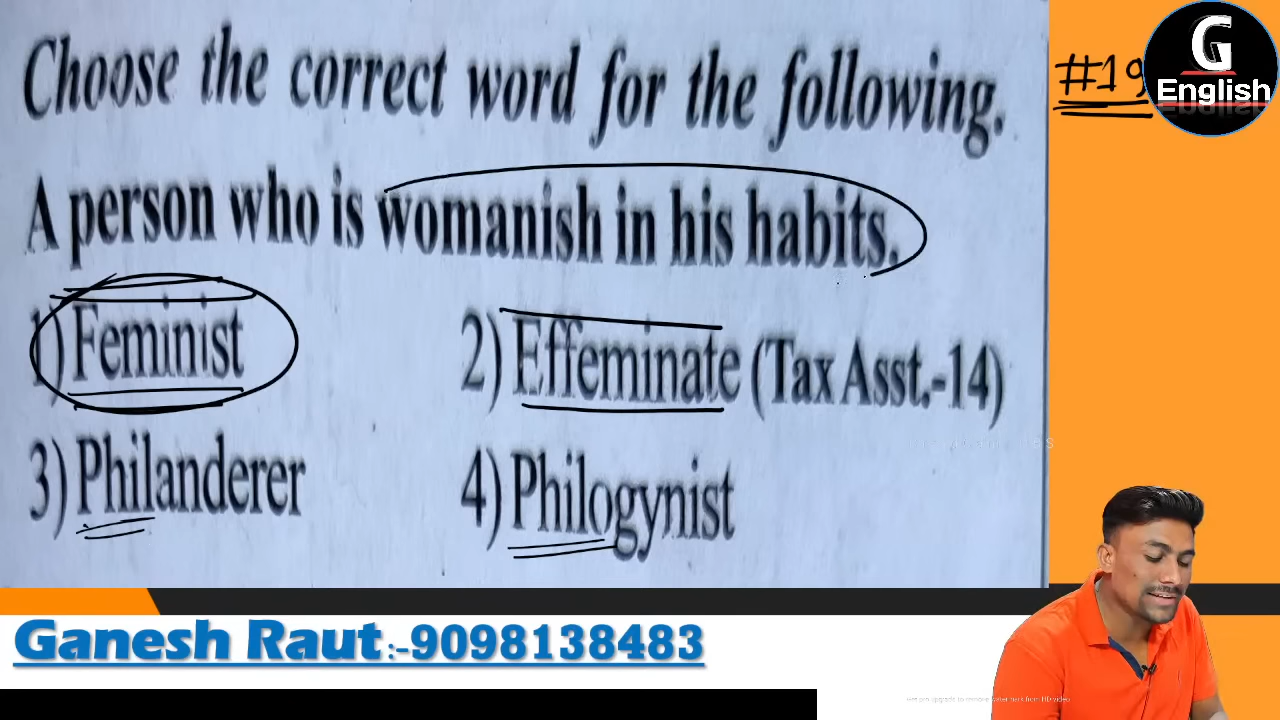 Choose the correct word for the following.
#19
G
English
A person who is womanish in his habits.
1) Feminist
2) Effeminate (Tax Asst.-14)
3) Philanderer
4) Philogynist
Ganesh Raut:-9098138483